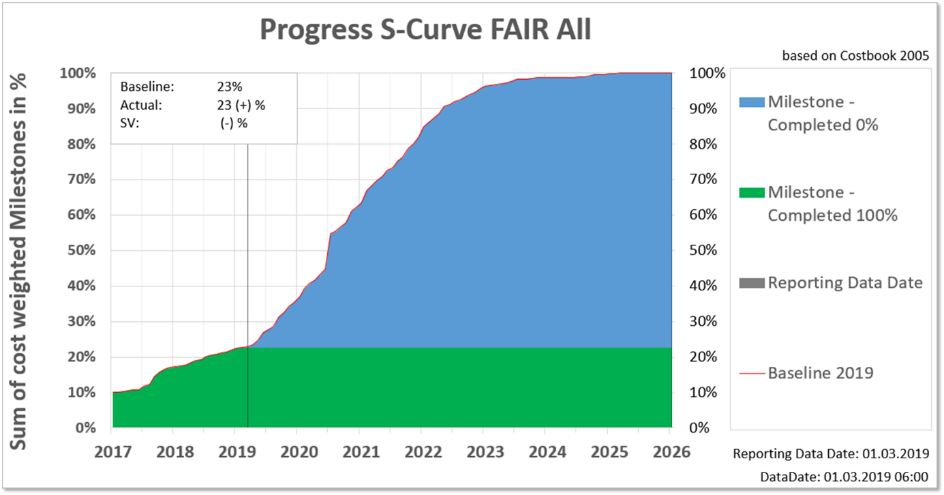 Progress S-Curve FAIR All
based on Costbook 2005
Sum of cost weighted Milestones in %
100%
90%
80%
70%
60%
50%
40%
30%
20%
10%
0%
Baseline: 23%
Actual: 23 (+) %
SV: (-) %
100%
90%
80%
70%
60%
50%
40%
30%
20%
10%
0%
2017 2018 2019 2020 2021 2022 2023 2024 2025 2026
Milestone -
Completed 0%
Milestone -
Completed 100%
Reporting Data Date
Baseline 2019
Reporting Data Date: 01.03.2019
DataDate: 01.03.2019 06:00